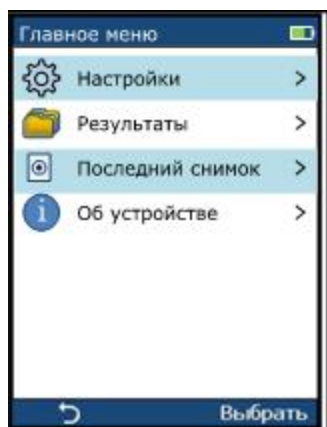 Главное меню
Настройки >
Результаты >
Последний снимок >
Об устройстве >
Выбрать